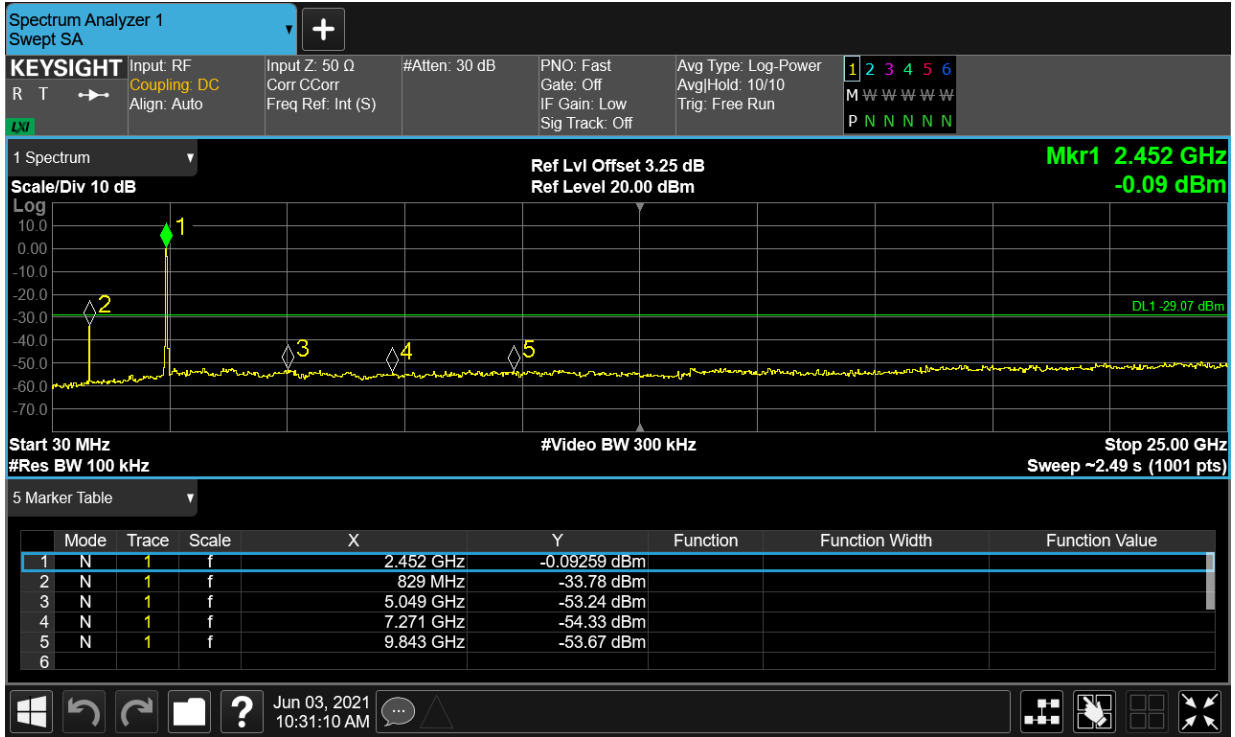 Spectrum Analyzer 1
Swept SA
KEYSIGHT
R T
LXI
Input: RF
Coupling: DC
Align: Auto
Input Z: 50 Ω
Corr CCorr
Freq Ref: Int (S)
#Atten: 30 dB
PNO: Fast
Gate: Off
IF Gain: Low
Sig Track: Off
Avg Type: Log-Power
Avg|Hold: 10/10
Trig: Free Run
1 2 3 4 5 6
M W W W W W
P N N N N N
1 Spectrum
Scale/Div 10 dB
Ref Lvl Offset 3.25 dB
Ref Level 20.00 dBm
Mkr1 2.452 GHz
-0.09 dBm
Log
10.0
0.00
-10.0
-20.0
-30.0
-40.0
-50.0
-60.0
-70.0
1
2
3
4
5
DL1 -29.07 dBm
Start 30 MHz
#Res BW 100 kHz
#Video BW 300 kHz
Stop 25.00 GHz
Sweep ~2.49 s (1001 pts)
5 Marker Table
Mode Trace Scale X Y Function Function Width Function Value
1 N 1 f 2.452 GHz -0.09259 dBm
2 N 1 f 829 MHz -33.78 dBm
3 N 1 f 5.049 GHz -53.24 dBm
4 N 1 f 7.271 GHz -54.33 dBm
5 N 1 f 9.843 GHz -53.67 dBm
6
?
Jun 03, 2021
10:31:10 AM